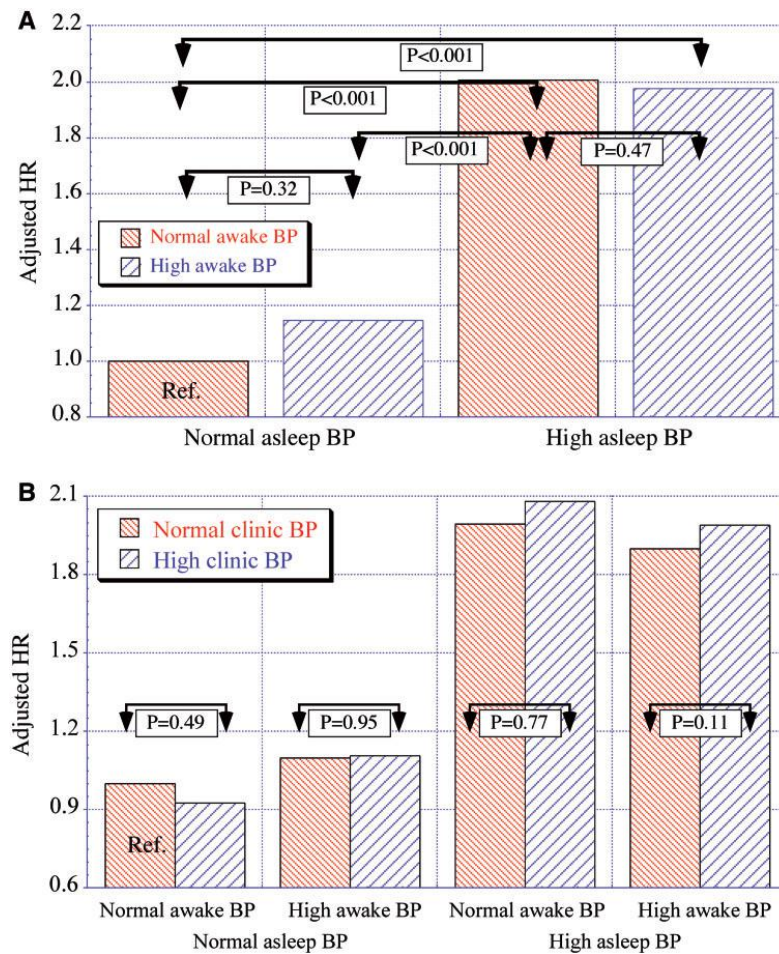 A
2.2
P<0.001
2.0
P<0.001
1.8
P<0.001
P=0.47
1.6
P=0.32
Adjusted HR
Normal awake BP
1.4
High awake BP
1.2
1.0
Ref.
0.8
Normal asleep BP
High asleep BP
B
2.1
Normal clinic BP
High clinic BP
1.8
Adjusted HR
1.5
1.2
P=0.49
P=0.95
P=0.77
P=0.11
0.9
Ref.
0.6
Normal awake BP
High awake BP
Normal awake BP
High awake BP
Normal asleep BP
High asleep BP